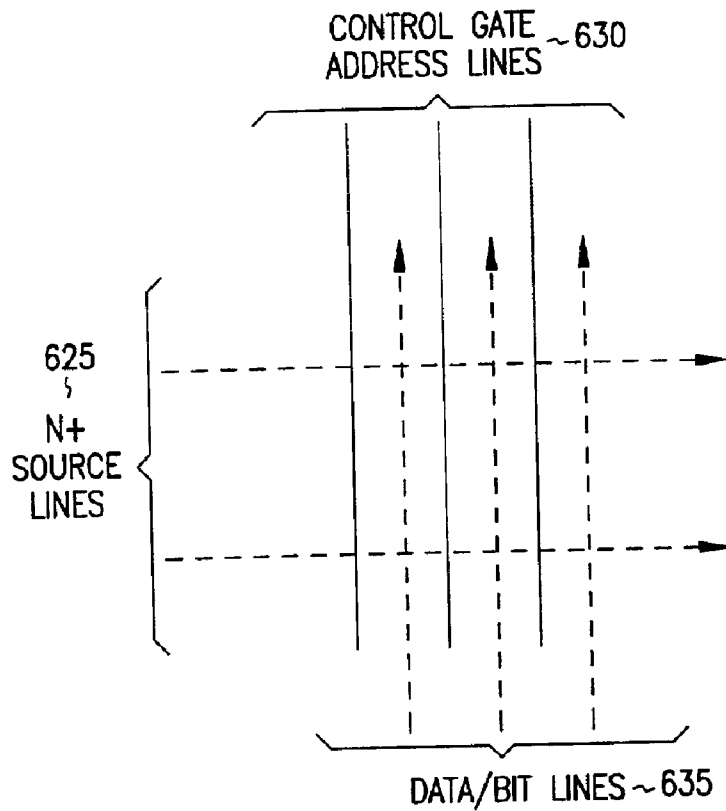 CONTROL GATE ~630
ADDRESS LINES
625
N+
SOURCE
LINES
DATA/BIT LINES ~635